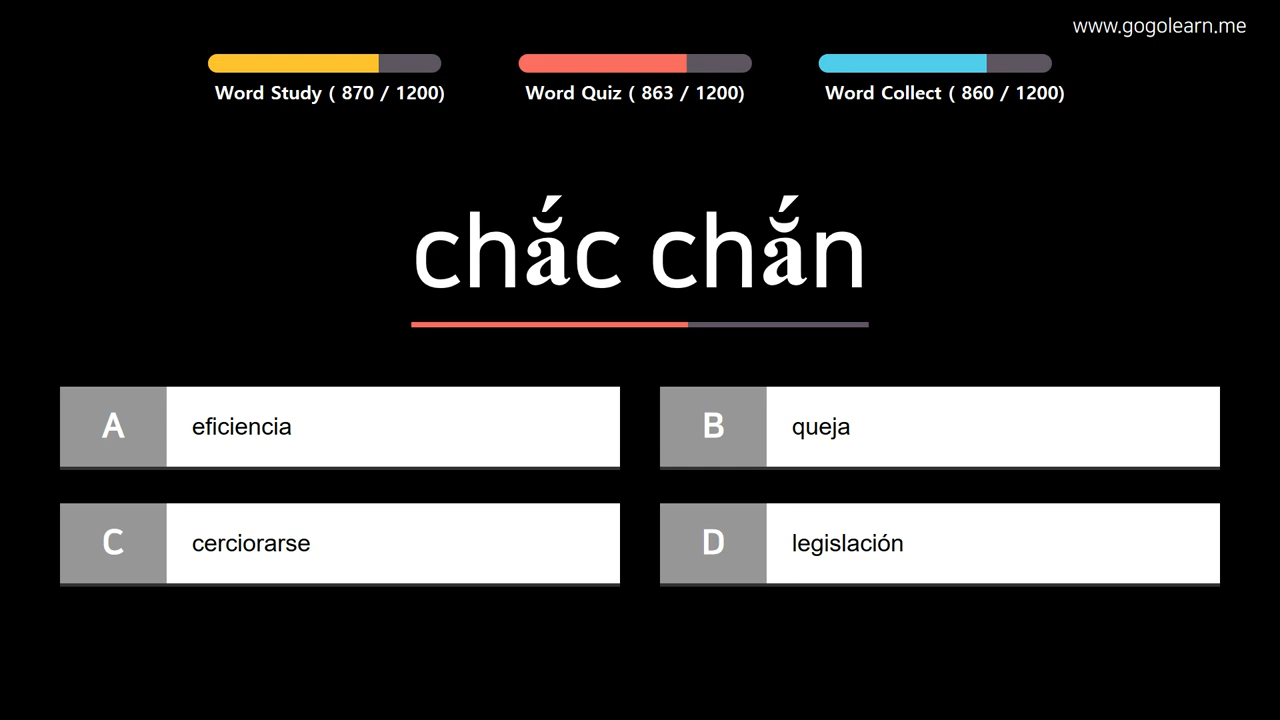 www.gogolearn.me
Word Study ( 870 / 1200)
Word Quiz ( 863 / 1200)
Word Collect ( 860 / 1200)
chắc chắn
A eficiencia
B queja
C cerciorarse
D legislación